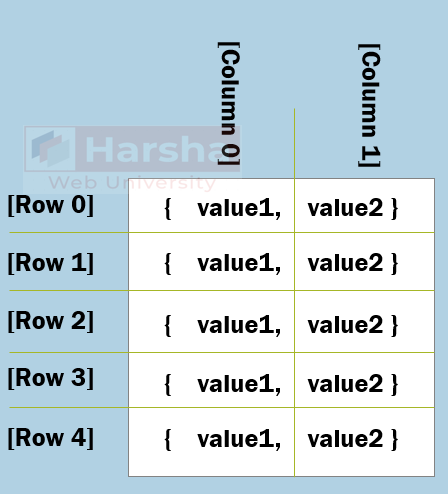 [Column 0] [Column 1]
Harsha
Web University
[Row 0] { value1, value2 }
[Row 1] { value1, value2 }
[Row 2] { value1, value2 }
[Row 3] { value1, value2 }
[Row 4] { value1, value2 }